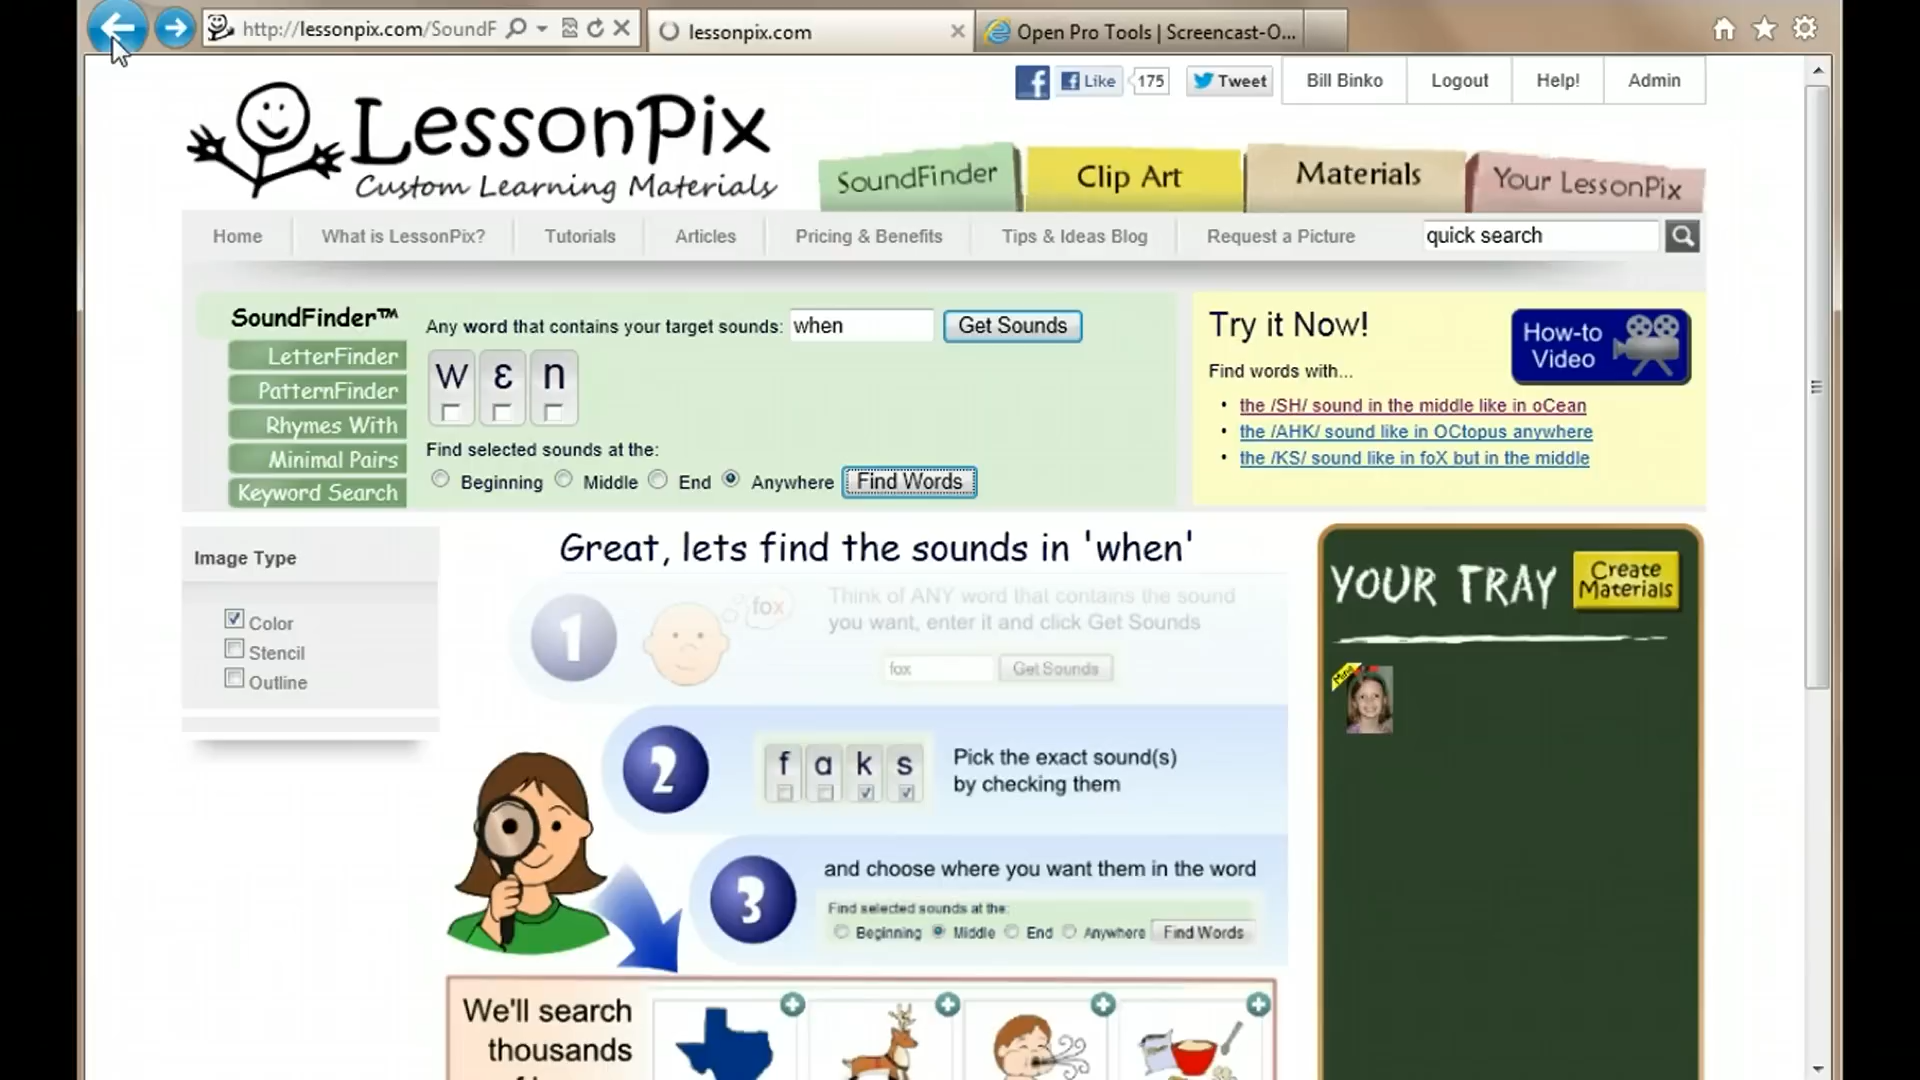 http://lessonpix.com/SoundF
lessonpix.com
Open Pro Tools | Screencast-O...
Like
175
Tweet
Bill Binko
Logout
Help!
Admin
LessonPix
Custom Learning Materials
SoundFinder
Clip Art
Materials
Your LessonPix
Home
What is LessonPix?
Tutorials
Articles
Pricing & Benefits
Tips & Ideas Blog
Request a Picture
quick search
SoundFinder™
LetterFinder
PatternFinder
Rhymes With
Minimal Pairs
Keyword Search
Any word that contains your target sounds: when Get Sounds
w ɛ n
Find selected sounds at the:
Beginning Middle End Anywhere Find Words
Try it Now!
How-to Video
Find words with...
• the /SH/ sound in the middle like in oCean
• the /AHK/ sound like in OCtopus anywhere
• the /KS/ sound like in foX but in the middle
Image Type
Color
Stencil
Outline
Great, lets find the sounds in 'when'
1
fox
Think of ANY word that contains the sound
you want, enter it and click Get Sounds
fox Get Sounds
2
f ɑ k s
Pick the exact sound(s)
by checking them
3
and choose where you want them in the word
Find selected sounds at the:
Beginning Middle End Anywhere Find Words
We'll search
thousands
YOUR TRAY
Create
Materials